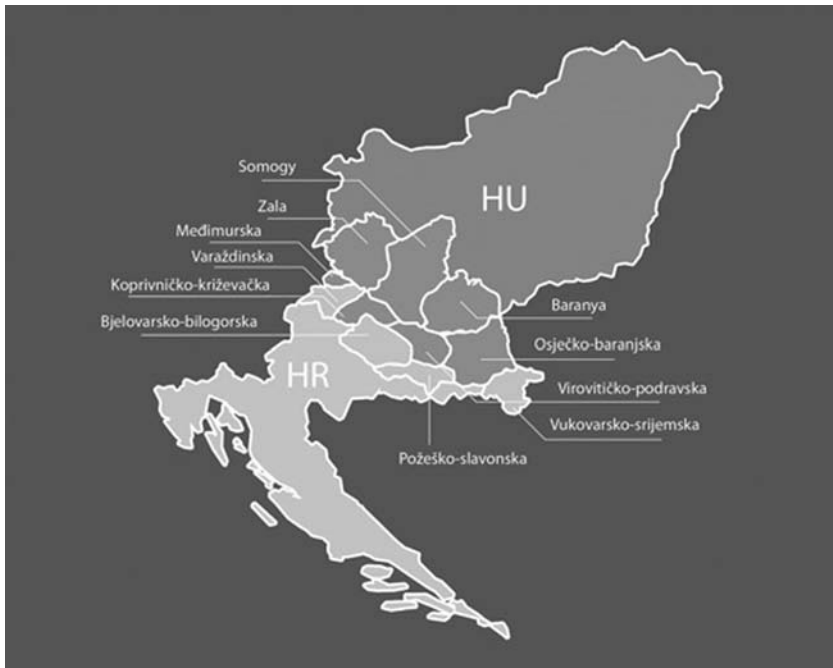 Somogy
HU
Zala
Međimurska
Varaždinska
Koprivničko-križevačka
Bjelovarsko-bilogorska
Baranya
Osječko-baranjska
HR
Virovitičko-podravska
Vukovarsko-srijemska
Požeško-slavonska